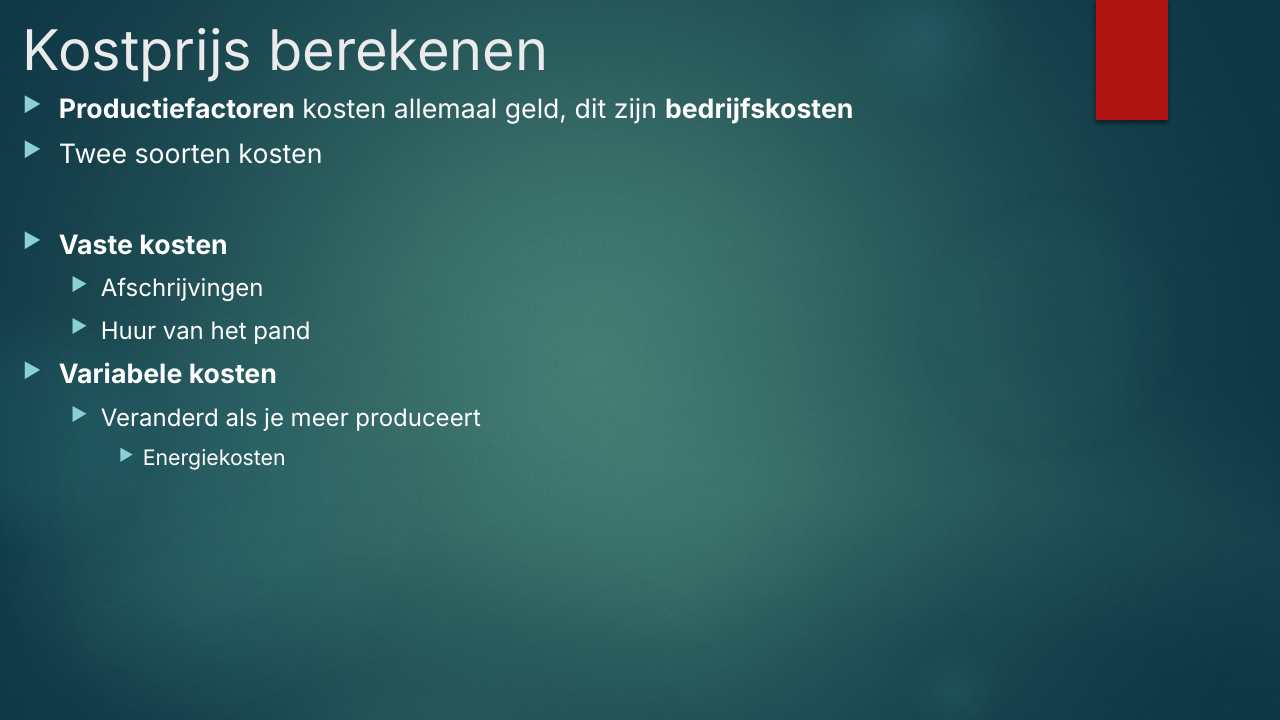 Kostprijs berekenen
Productiefactoren kosten allemaal geld, dit zijn bedrijfskosten
Twee soorten kosten
Vaste kosten
Afschrijvingen
Huur van het pand
Variabele kosten
Veranderd als je meer produceert
Energiekosten